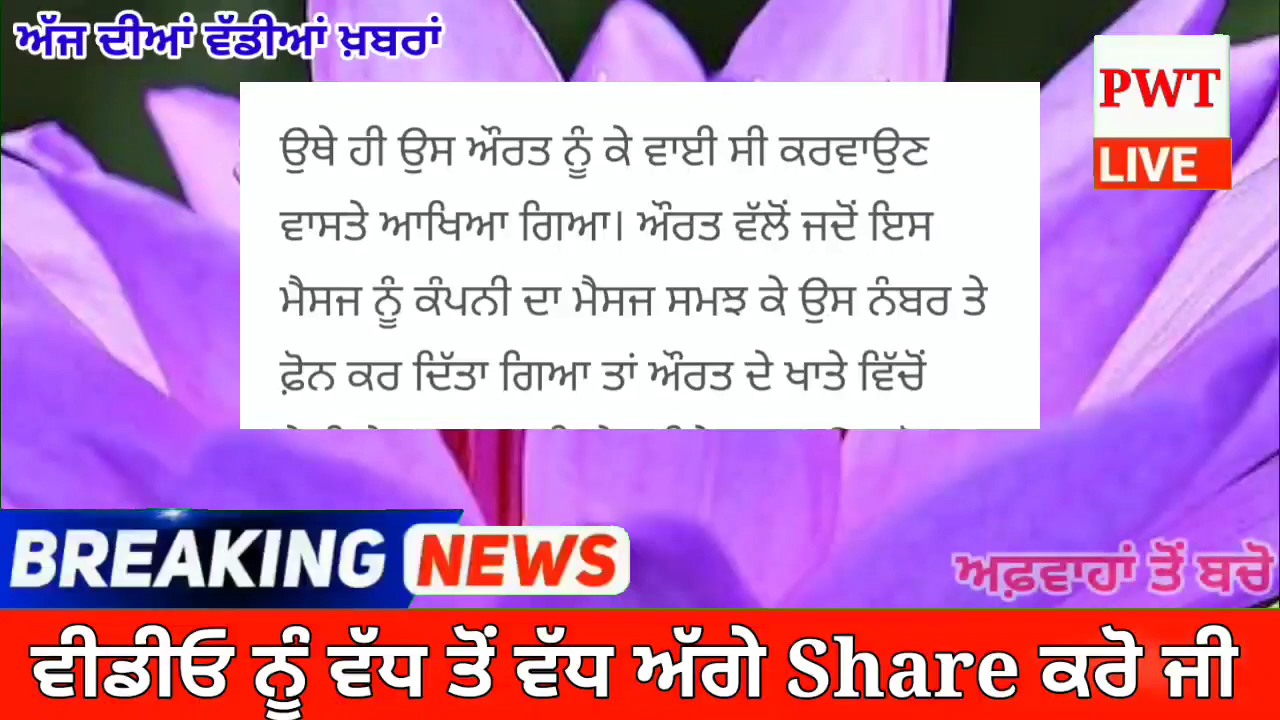 ਅੱਜ ਦੀਆਂ ਵੱਡੀਆਂ ਖ਼ਬਰਾਂ
PWT
LIVE
ਉਥੇ ਹੀ ਉਸ ਔਰਤ ਨੂੰ ਕੇ ਵਾਈ ਸੀ ਕਰਵਾਉਣ
ਵਾਸਤੇ ਆਖਿਆ ਗਿਆ। ਔਰਤ ਵੱਲੋਂ ਜਦੋਂ ਇਸ
ਮੈਸਜ ਨੂੰ ਕੰਪਨੀ ਦਾ ਮੈਸਜ ਸਮਝ ਕੇ ਉਸ ਨੰਬਰ ਤੇ
ਫ਼ੋਨ ਕਰ ਦਿੱਤਾ ਗਿਆ ਤਾਂ ਔਰਤ ਦੇ ਖਾਤੇ ਵਿੱਚੋਂ
BREAKING NEWS
ਅਫ਼ਵਾਹਾਂ ਤੋਂ ਬਚੋ
ਵੀਡੀਓ ਨੂੰ ਵੱਧ ਤੋਂ ਵੱਧ ਅੱਗੇ Share ਕਰੋ ਜੀ